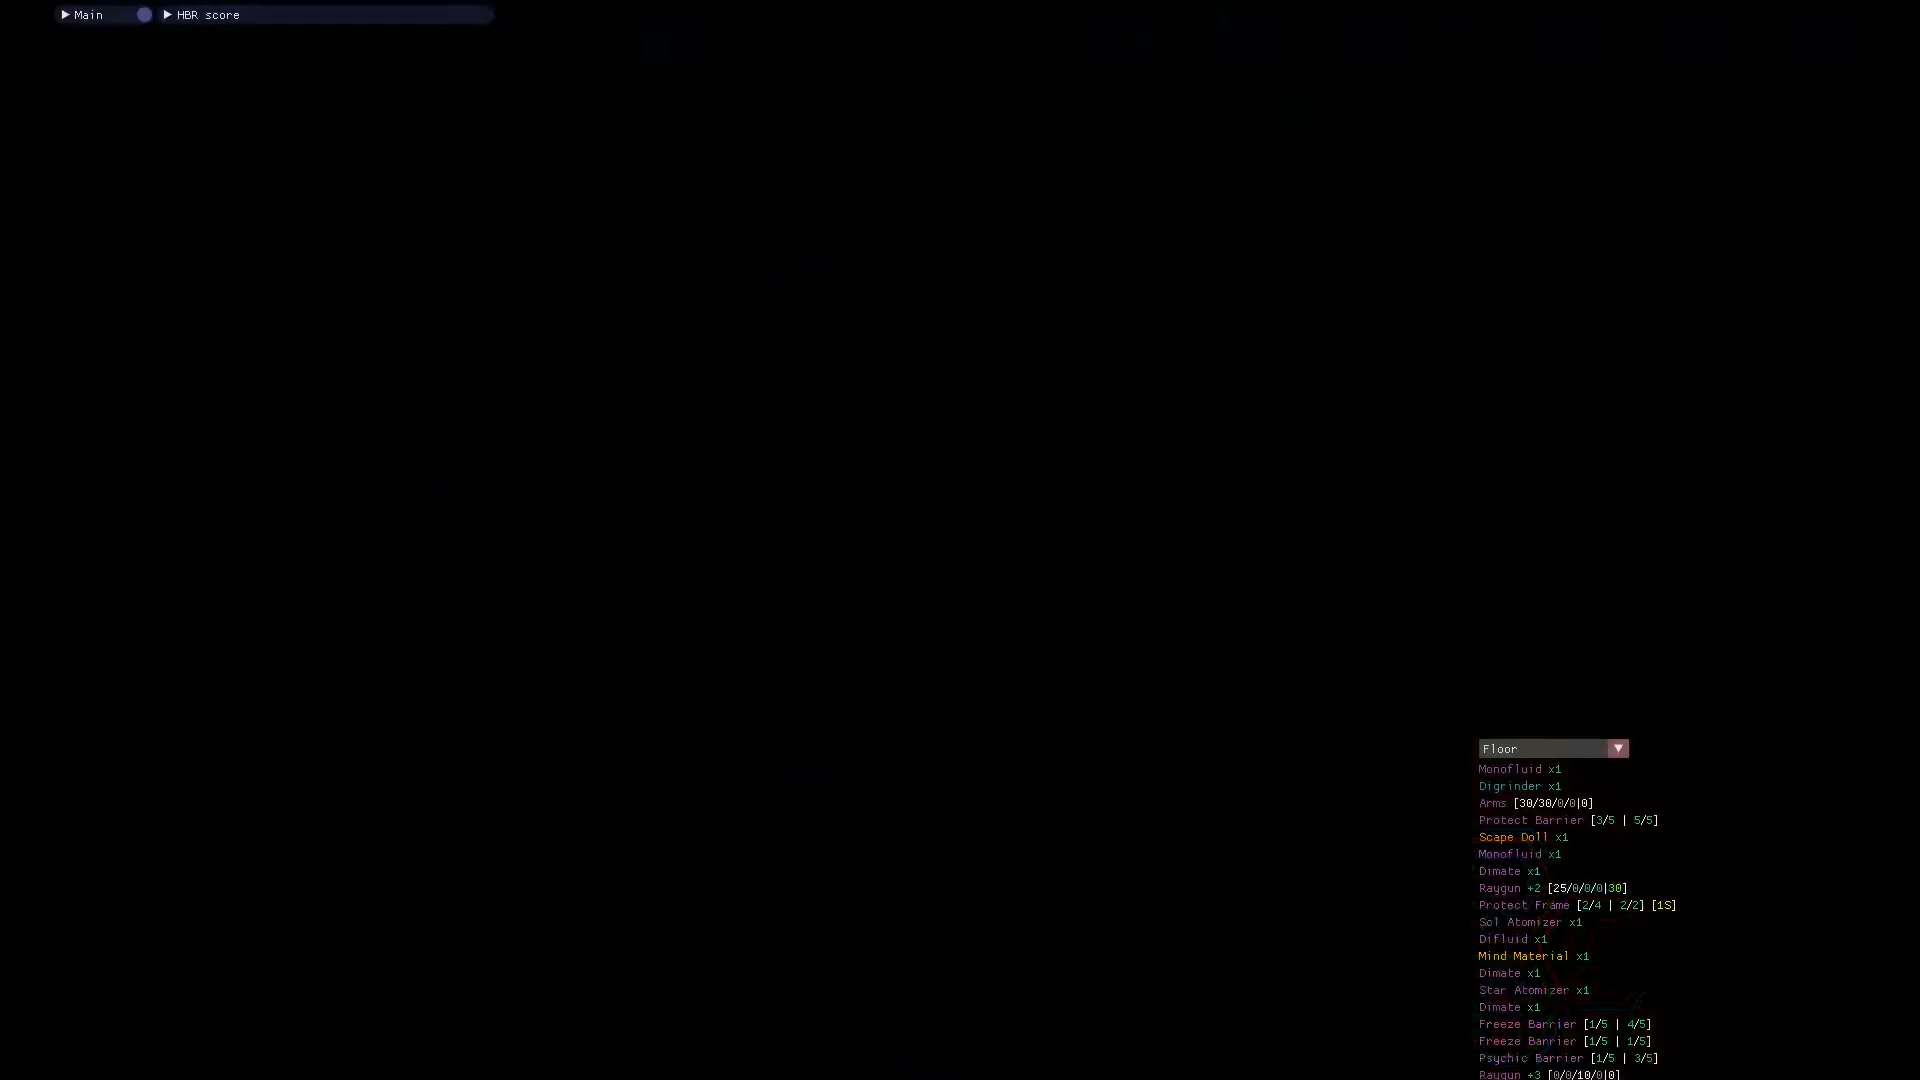 Main
HBR score
Floor
Monofluid x1
Digrinder x1
Arms [30/30/0/0|0]
Protect Barrier [3/5 | 5/5]
Scape Doll x1
Monofluid x1
Dimate x1
Raygun +2 [25/0/0/0|30]
Protect Frame [2/4 | 2/2] [1S]
Sol Atomizer x1
Difluid x1
Mind Material x1
Dimate x1
Star Atomizer x1
Dimate x1
Freeze Barrier [1/5 | 4/5]
Freeze Barrier [1/5 | 1/5]
Psychic Barrier [1/5 | 3/5]
Raygun +3 [0/0/10/0|0]